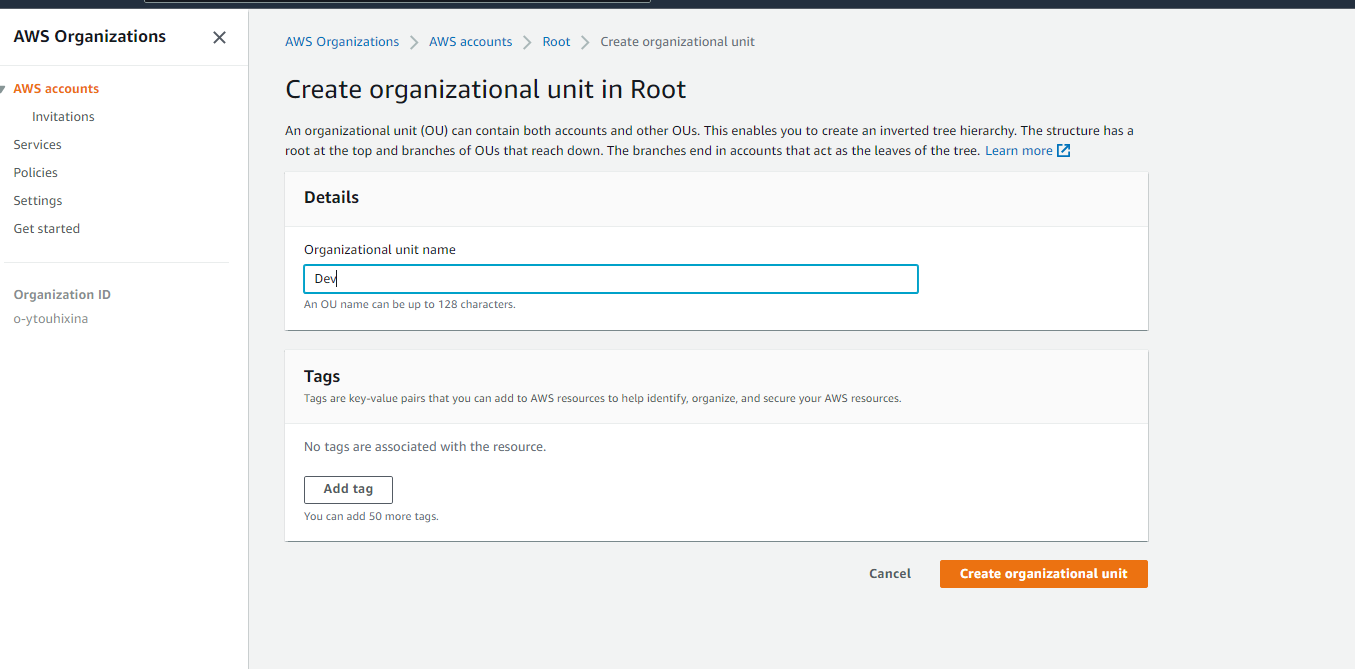 AWS Organizations
AWS accounts
Invitations
Services
Policies
Settings
Get started
Organization ID
o-ytouhixina
AWS Organizations > AWS accounts > Root > Create organizational unit
Create organizational unit in Root
An organizational unit (OU) can contain both accounts and other OUs. This enables you to create an inverted tree hierarchy. The structure has a
root at the top and branches of OUs that reach down. The branches end in accounts that act as the leaves of the tree. Learn more
Details
Organizational unit name
Dev
An OU name can be up to 128 characters.
Tags
Tags are key-value pairs that you can add to AWS resources to help identify, organize, and secure your AWS resources.
No tags are associated with the resource.
Add tag
You can add 50 more tags.
Cancel Create organizational unit